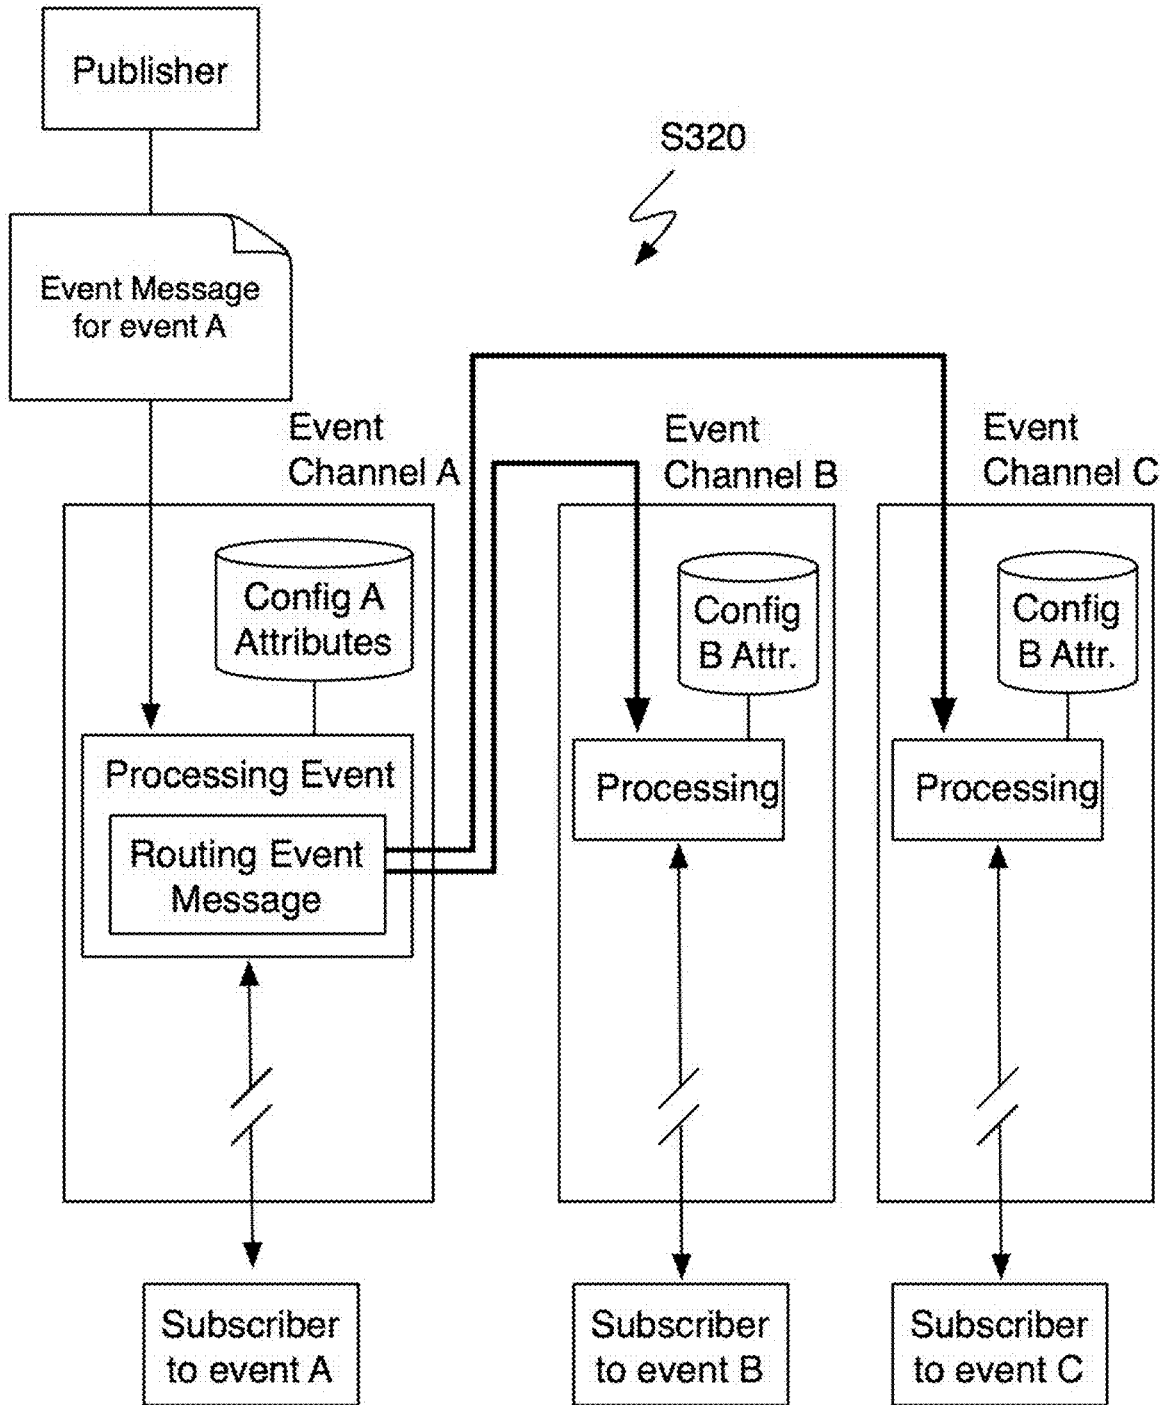 Publisher
S320
Event Message
for event A
Event
Channel A
Event
Channel B
Event
Channel C
Config A
Attributes
Config
B Attr.
Config
B Attr.
Processing Event
Routing Event
Message
Processing
Processing
Subscriber
to event A
Subscriber
to event B
Subscriber
to event C